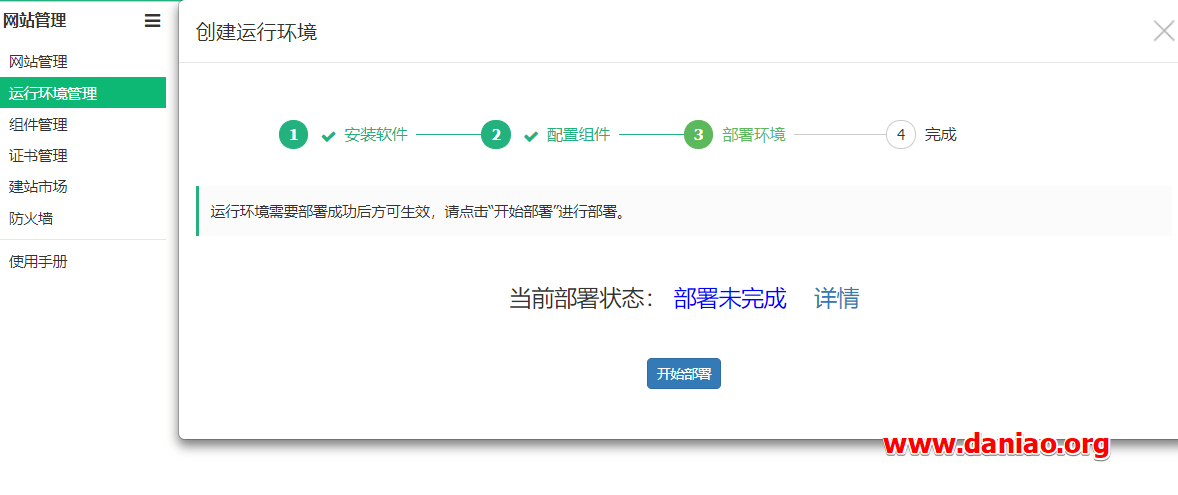 网站管理
网站管理
运行环境管理
组件管理
证书管理
建站市场
防火墙
使用手册
创建运行环境
1 安装软件 2 配置组件 3 部署环境 4 完成
运行环境需要部署成功后方可生效，请点击“开始部署”进行部署。
当前部署状态： 部署未完成 详情
开始部署
www.daniao.org